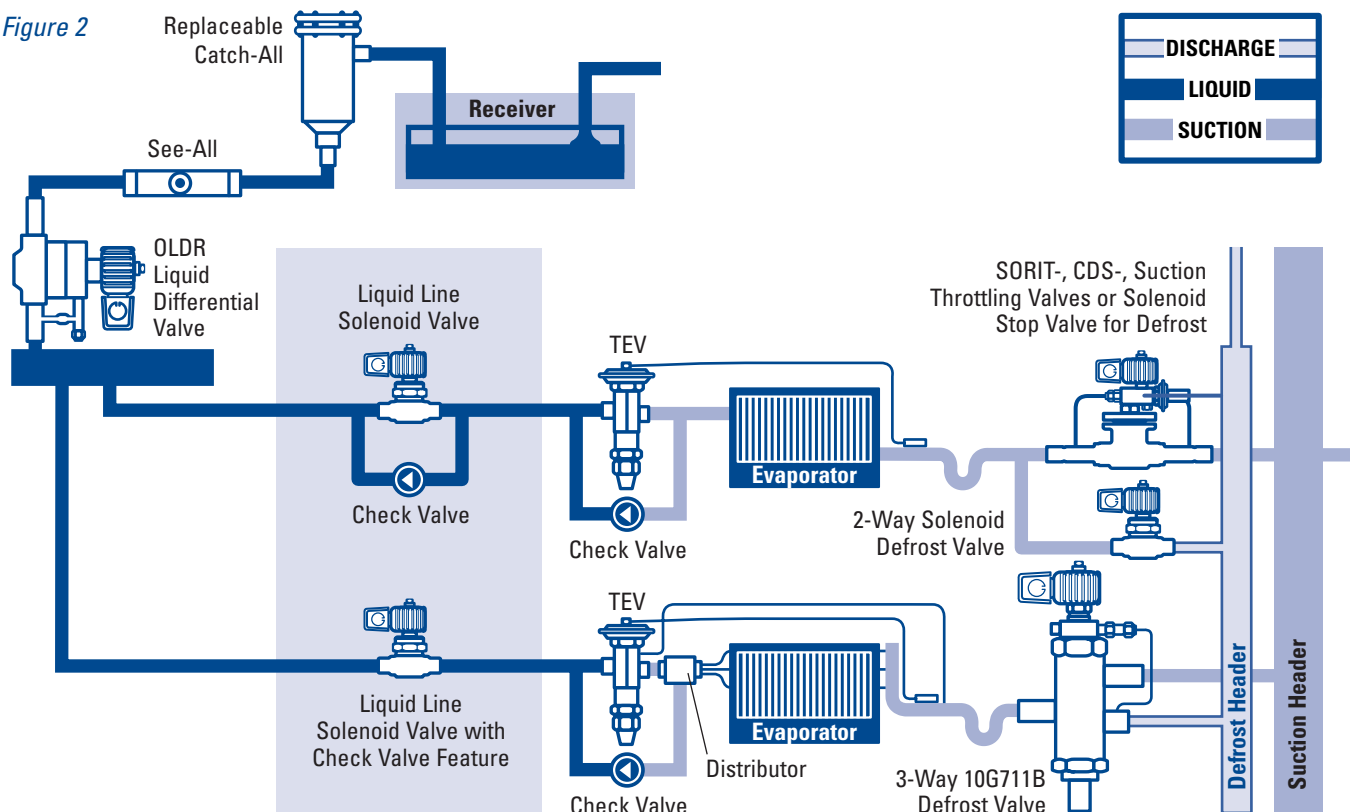 Figure 2
Replaceable
Catch-All
DISCHARGE
LIQUID
SUCTION
Receiver
See-All
OLDR
Liquid
Differential
Valve
Liquid Line
Solenoid Valve
TEV
SORIT-, CDS-, Suction
Throttling Valves or Solenoid
Stop Valve for Defrost
Evaporator
Check Valve
Check Valve
2-Way Solenoid
Defrost Valve
TEV
Liquid Line
Solenoid Valve with
Check Valve Feature
Evaporator
Distributor
Check Valve
3-Way 10G711B
Defrost Valve
Defrost Header
Suction Header